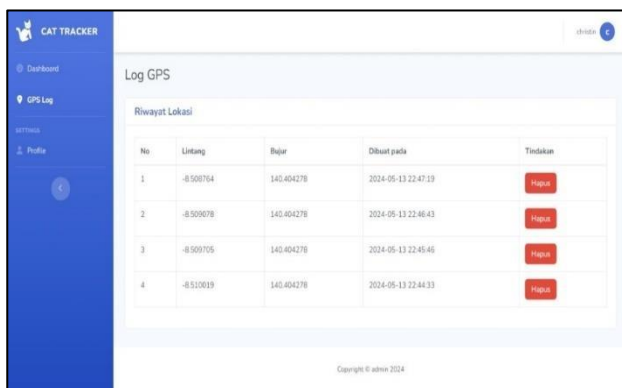 CAT TRACKER
christin C
Dashboard
GPS Log
SETTINGS
Profile
Log GPS
Riwayat Lokasi
No Lintang Bujur Dibuat pada Tindakan
1 -8.508764 140.404278 2024-05-13 22:47:19 Hapus
2 -8.509078 140.404278 2024-05-13 22:46:43 Hapus
3 -8.509705 140.404278 2024-05-13 22:45:46 Hapus
4 -8.510019 140.404278 2024-05-13 22:44:33 Hapus
Copyright © admin 2024